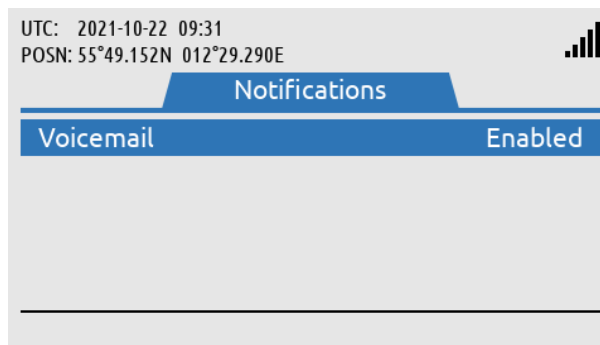 UTC: 2021-10-22 09:31
POSN: 55°49.152N 012°29.290E
Notifications
Voicemail Enabled